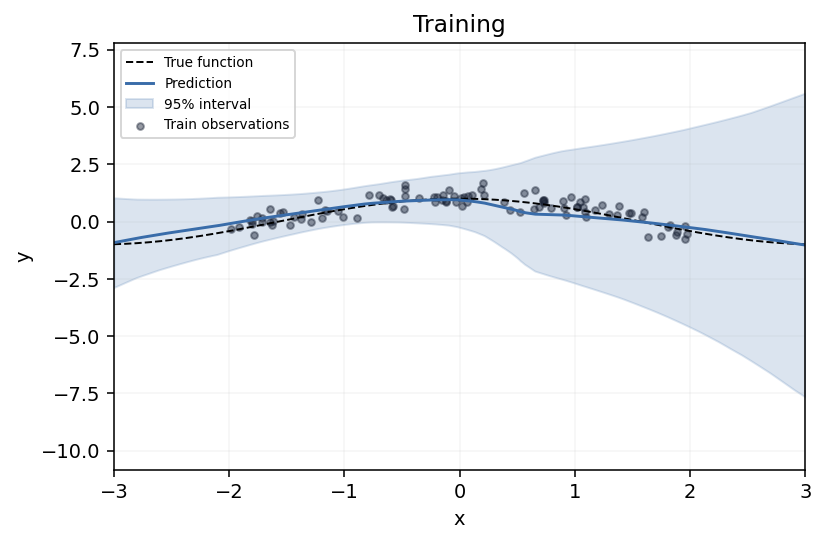 Training
7.5
5.0
2.5
0.0
−2.5
−5.0
−7.5
−10.0
y
True function
Prediction
95% interval
Train observations
−3
−2
−1
0
1
2
3
x